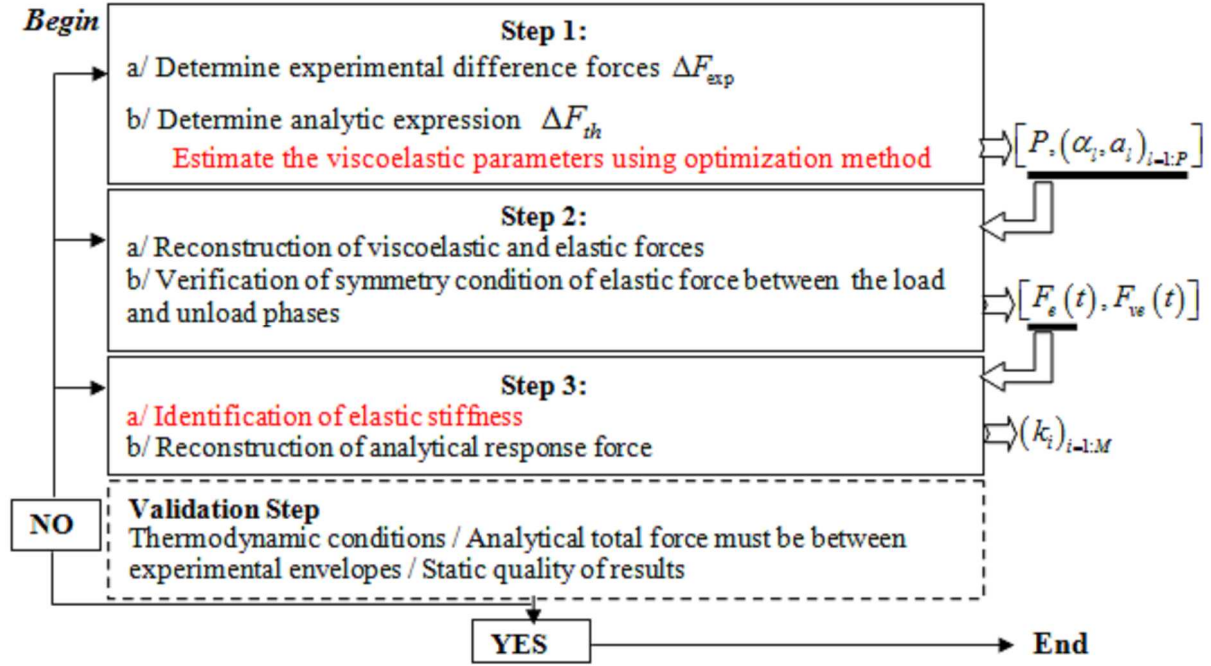 Begin
Step 1:
a/ Determine experimental difference forces ΔF_exp
b/ Determine analytic expression ΔF_th
Estimate the viscoelastic parameters using optimization method
[P,(α_i,a_i)_{i=1:P}]
Step 2:
a/ Reconstruction of viscoelastic and elastic forces
b/ Verification of symmetry condition of elastic force between the load
and unload phases
[F_e(t),F_ve(t)]
Step 3:
a/ Identification of elastic stiffness
b/ Reconstruction of analytical response force
(k_i)_{i=1:M}
NO
Validation Step
Thermodynamic conditions / Analytical total force must be between
experimental envelopes / Static quality of results
YES
End